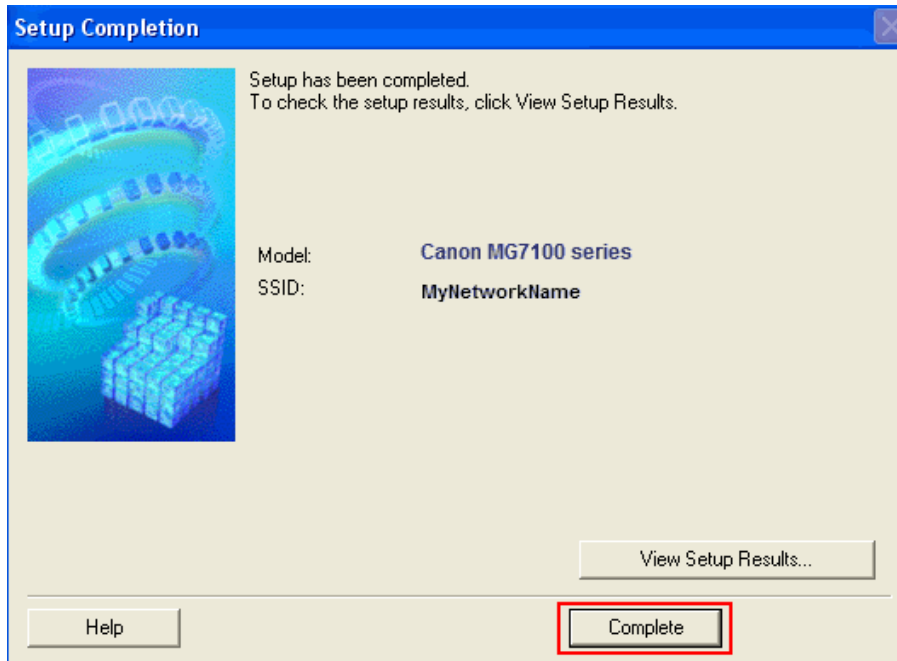 Setup Completion
Setup has been completed.
To check the setup results, click View Setup Results.
Model: Canon MG7100 series
SSID: MyNetworkName
View Setup Results...
Help Complete